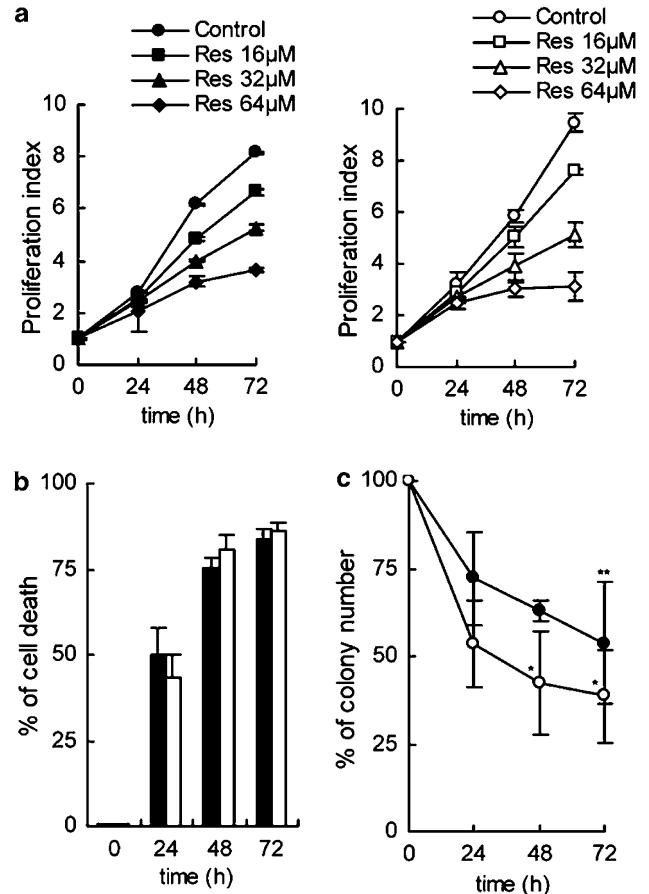 a
Control
Res 16µM
Res 32µM
Res 64µM
Proliferation index
10
8
6
4
2
0
0 24 48 72
time (h)
Control
Res 16µM
Res 32µM
Res 64µM
Proliferation index
10
8
6
4
2
0
0 24 48 72
time (h)
b
% of cell death
100
75
50
25
0
0 24 48 72
time (h)
c
% of colony number
100
75
50
25
0
**
*
*
0 24 48 72
time (h)